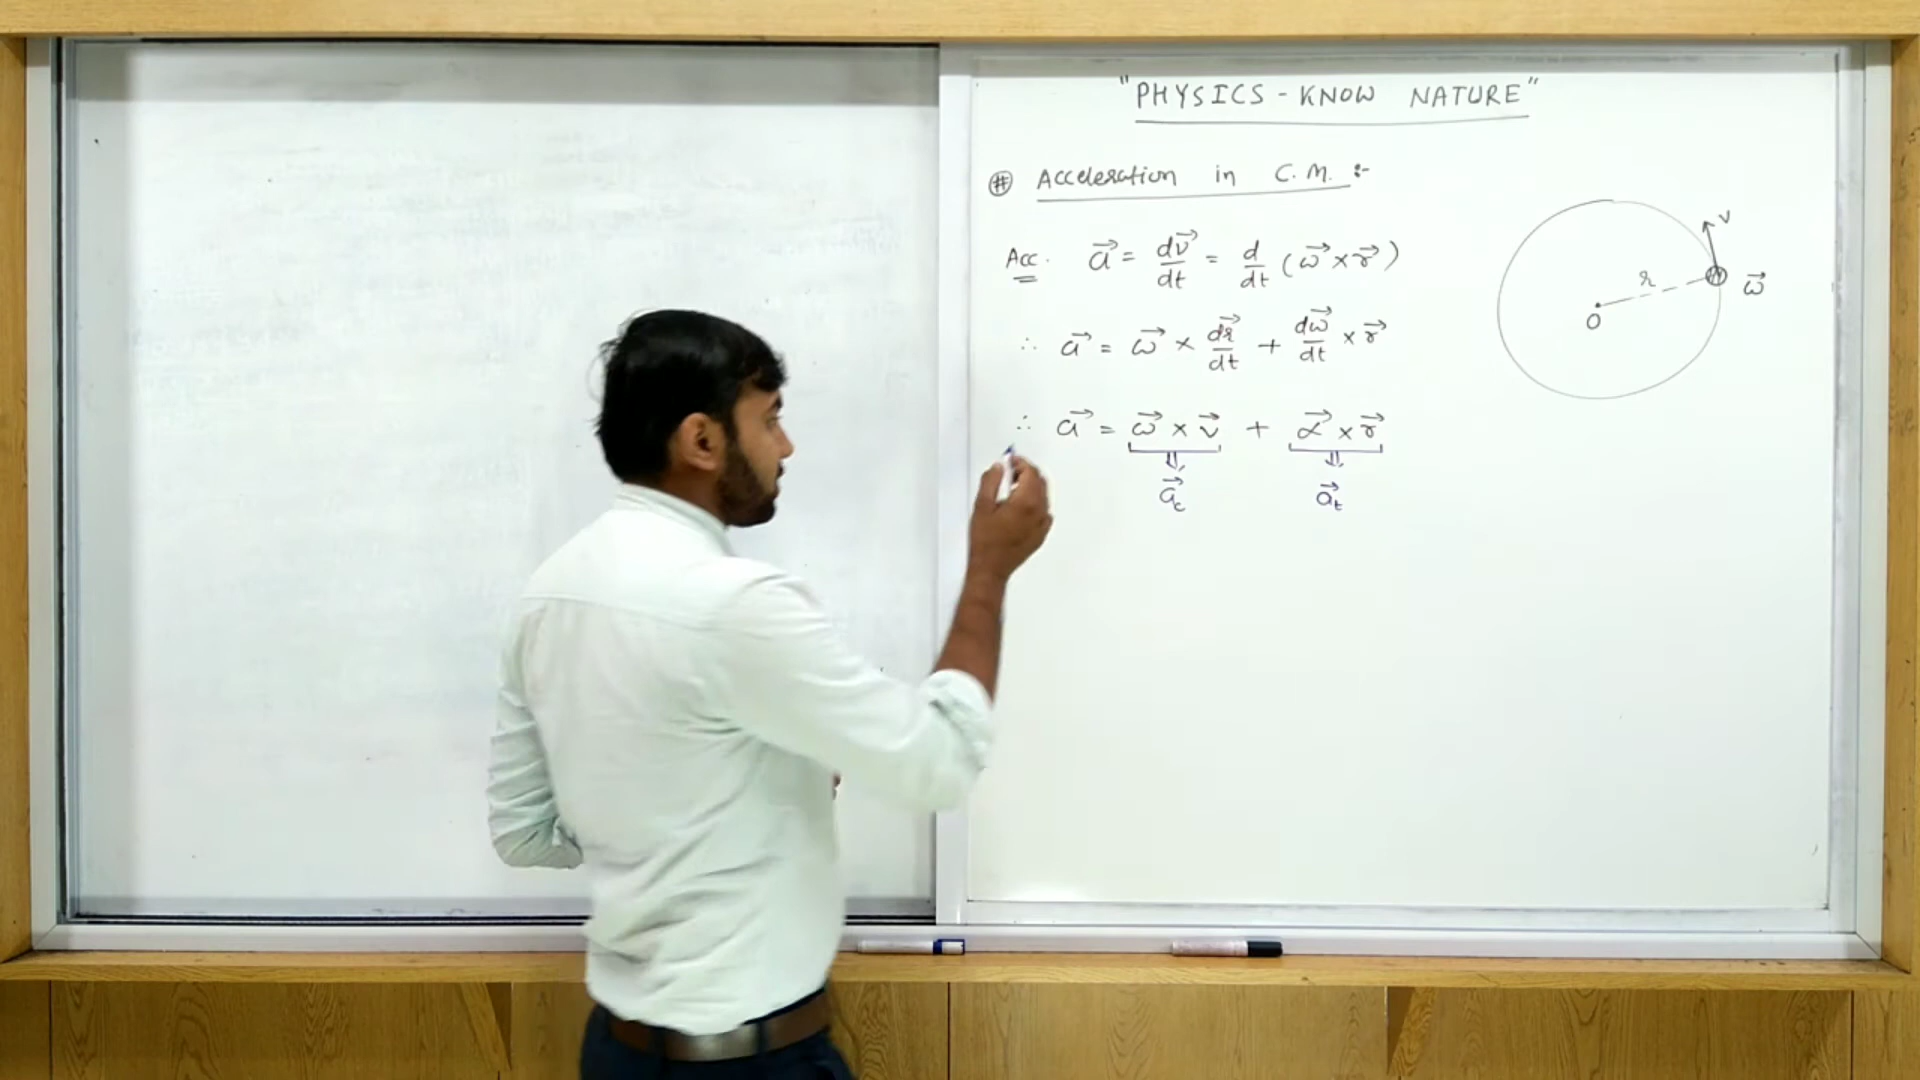 "PHYSICS - KNOW NATURE"
# Acceleration in C.M. :-
Acc. a⃗ = dv⃗/dt = d/dt (ω⃗ × r⃗)
∴ a⃗ = ω⃗ × dr⃗/dt + dω⃗/dt × r⃗
∴ a⃗ = ω⃗ × v⃗ + α⃗ × r⃗
⇓ ⇓
a⃗c a⃗t
v
r
ω⃗
O